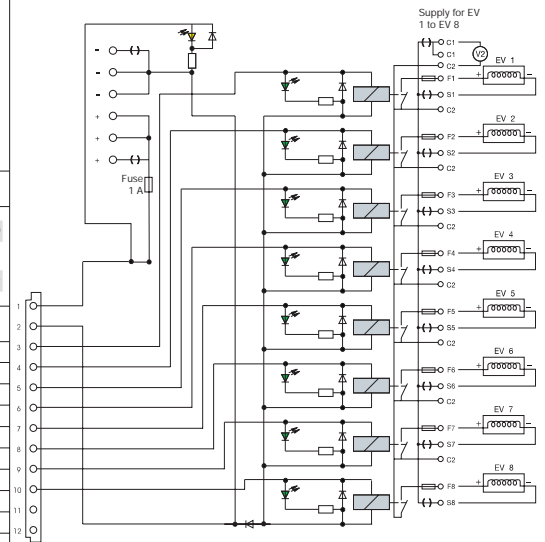 Supply for EV
1 to EV 8
C1
C1
V2
C2
EV 1
F1
+ -
S1
C2
EV 2
F2
+ -
S2
C2
EV 3
F3
+ -
S3
C2
EV 4
F4
+ -
S4
C2
EV 5
F5
+ -
S5
C2
EV 6
F6
+ -
S6
C2
EV 7
F7
+ -
S7
C2
EV 8
F8
+ -
S8
-
-
-
+
+
+
Fuse
1 A
1
2
3
4
5
6
7
8
9
10
11
12